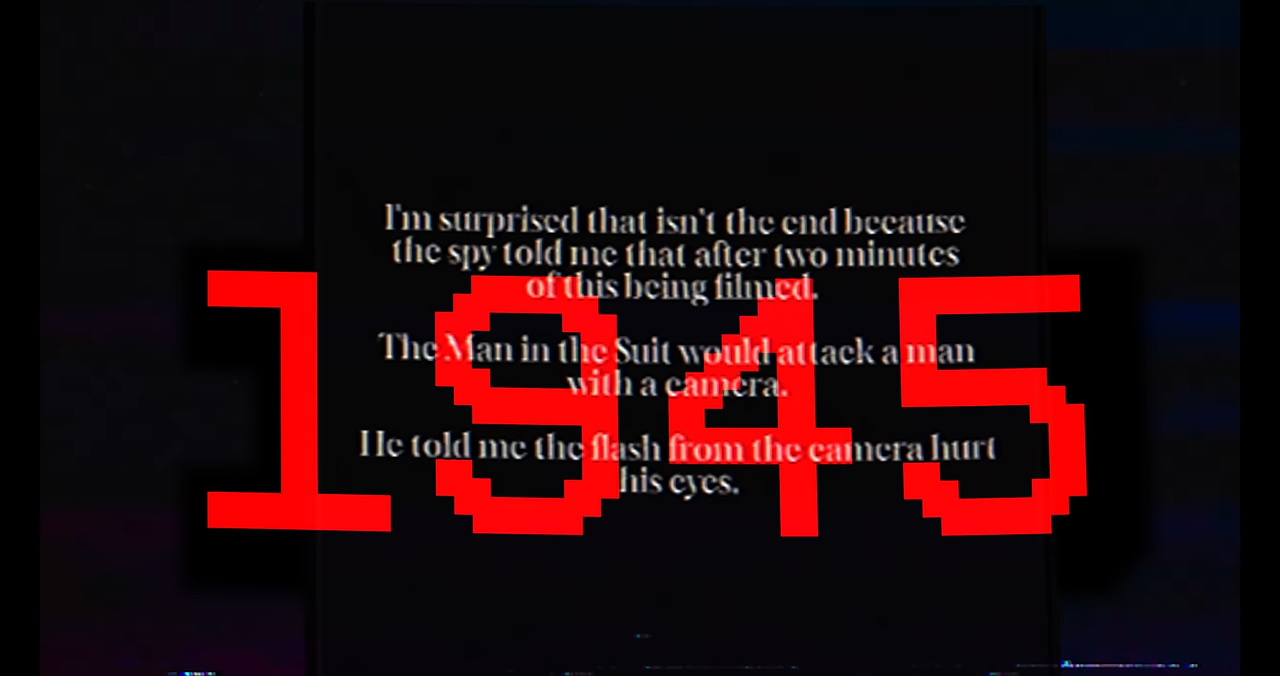 I'm surprised that isn't the end because
the spy told me that after two minutes
of this being filmed.
The Man in the Suit would attack a man
with a camera.
He told me the flash from the camera hurt
his eyes.
1945